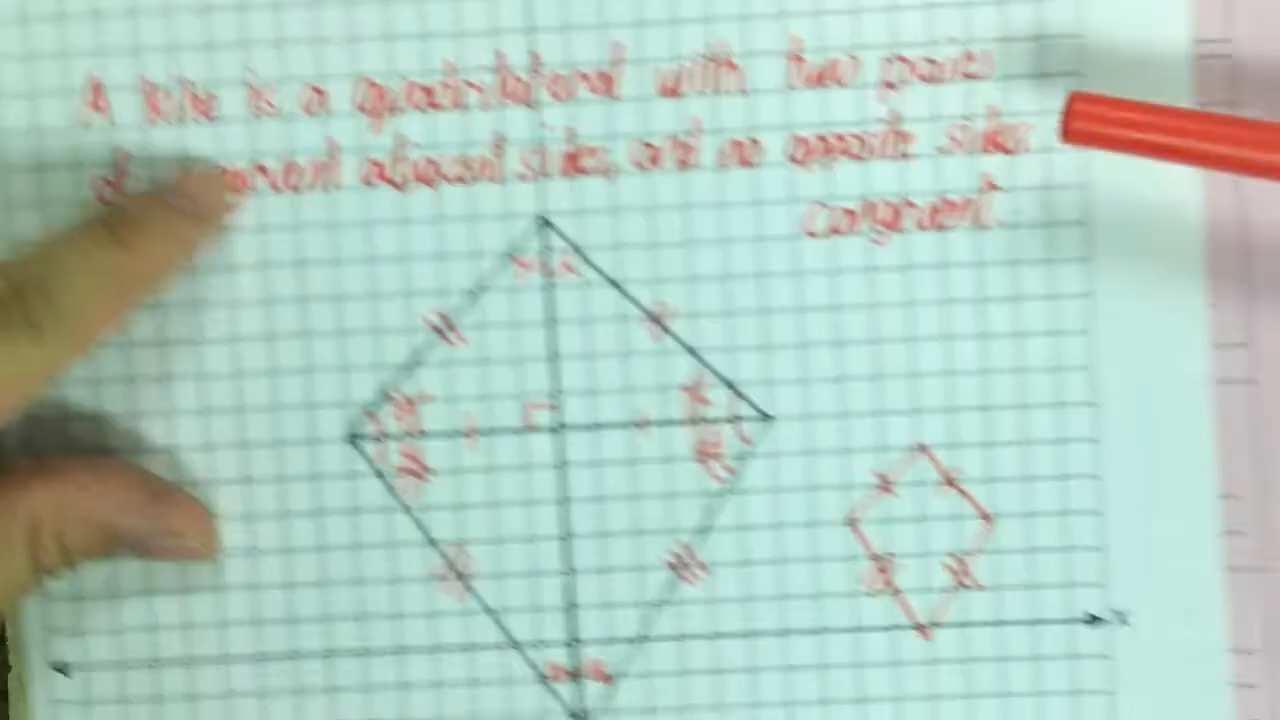 A kite is a quadrilateral with two pairs
of congruent adjacent sides, and no opposite sides
congruent.
x